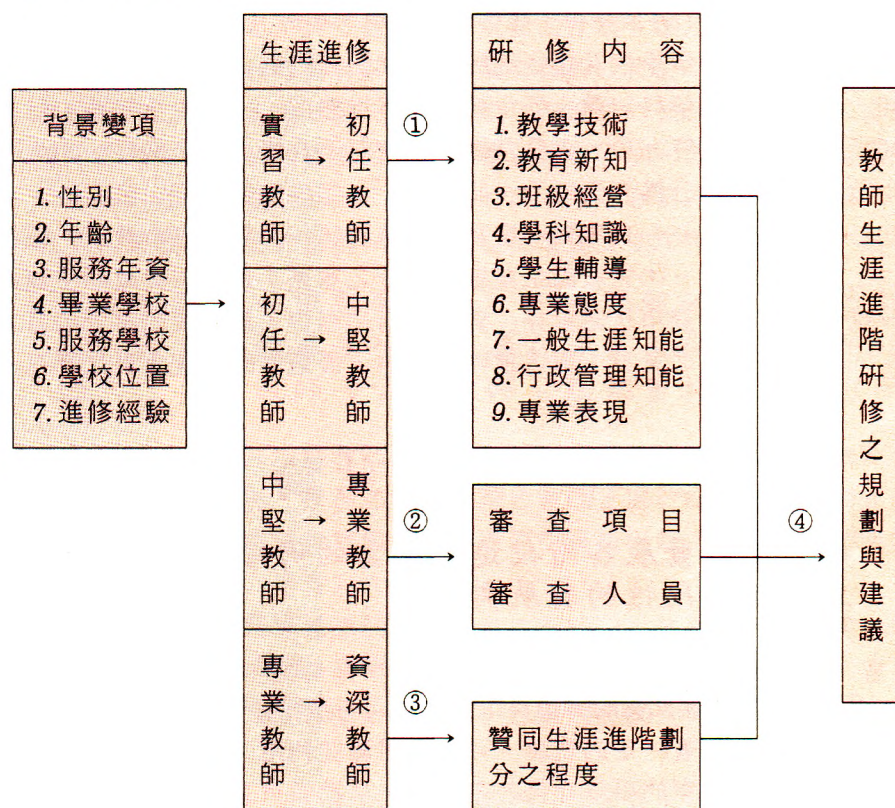 背景變項
1. 性別
2. 年齡
3. 服務年資
4. 畢業學校
5. 服務學校
6. 學校位置
7. 進修經驗
→
生涯進修
實習教師 → 初任教師
初任教師 → 中堅教師
中堅教師 → 專業教師
專業教師 → 資深教師
①
→
②
→
③
→
研修內容
1. 教學技術
2. 教育新知
3. 班級經營
4. 學科知識
5. 學生輔導
6. 專業態度
7. 一般生涯知能
8. 行政管理知能
9. 專業表現
審查項目
審查人員
贊同生涯進階劃
分之程度
④
→
教師生涯進階研修之規劃與建議